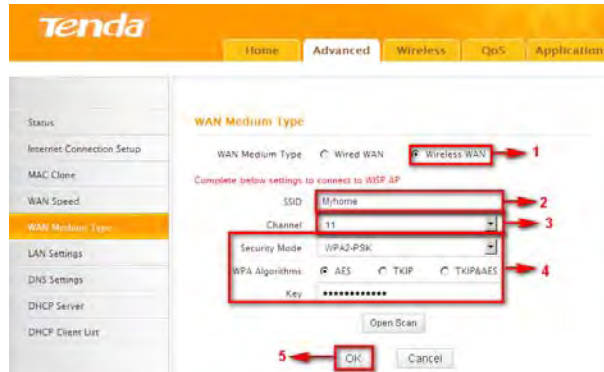 Tenda
Home Advanced Wireless QoS Application
Status
Internet Connection Setup
MAC Clone
WAN Speed
WAN Medium Type
LAN Settings
DNS Settings
DHCP Server
DHCP Client List
WAN Medium Type
WAN Medium Type Wired WAN Wireless WAN 1
Complete below settings to connect to WISP AP
SSID Myhome 2
Channel 11 3
Security Mode WPA2-PSK
WPA Algorithms AES TKIP TKIP&AES 4
Key ************
Open Scan
5 OK Cancel